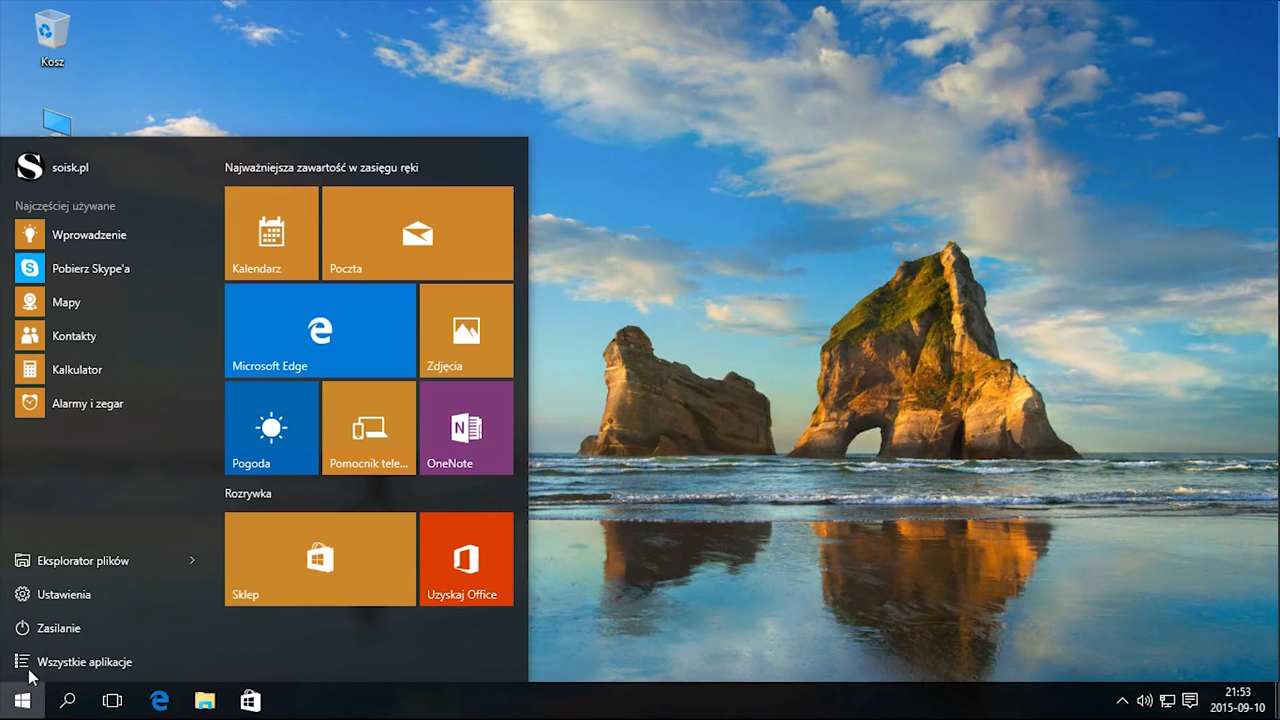 Kosz
soisk.pl
Najczęściej używane
Wprowadzenie
Pobierz Skype'a
Mapy
Kontakty
Kalkulator
Alarmy i zegar
Eksplorator plików
Ustawienia
Zasilanie
Wszystkie aplikacje
Najważniejsza zawartość w zasięgu ręki
Kalendarz
Poczta
Microsoft Edge
Zdjęcia
Pogoda
Pomocnik tele...
OneNote
Rozrywka
Sklep
Uzyskaj Office
21:53
2015-09-10